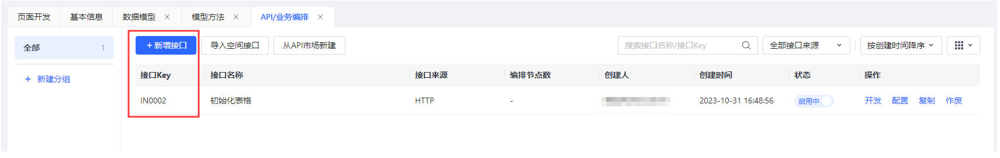 页面开发 基本信息 数据模型 × 模型方法 × API/业务编排 ×
全部 1
+ 新建分组
+新增接口 导入空间接口 从API市场新建 搜索接口名称/接口Key 全部接口来源 按创建时间降序
接口Key 接口名称 接口来源 编排节点数 创建人 创建时间 状态 操作
IN0002 初始化表格 HTTP - 2023-10-31 16:48:56 启用中 开发 配置 复制 作废